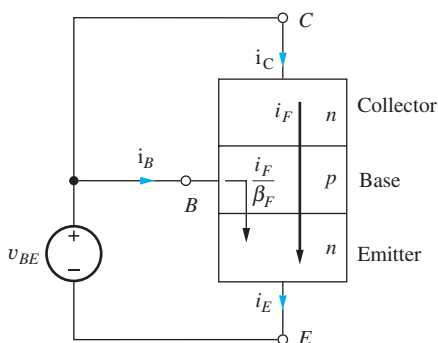 C
i_C
i_F n Collector
i_B
i_F/β_F p Base
B
+
v_BE
−
n Emitter
i_E
E